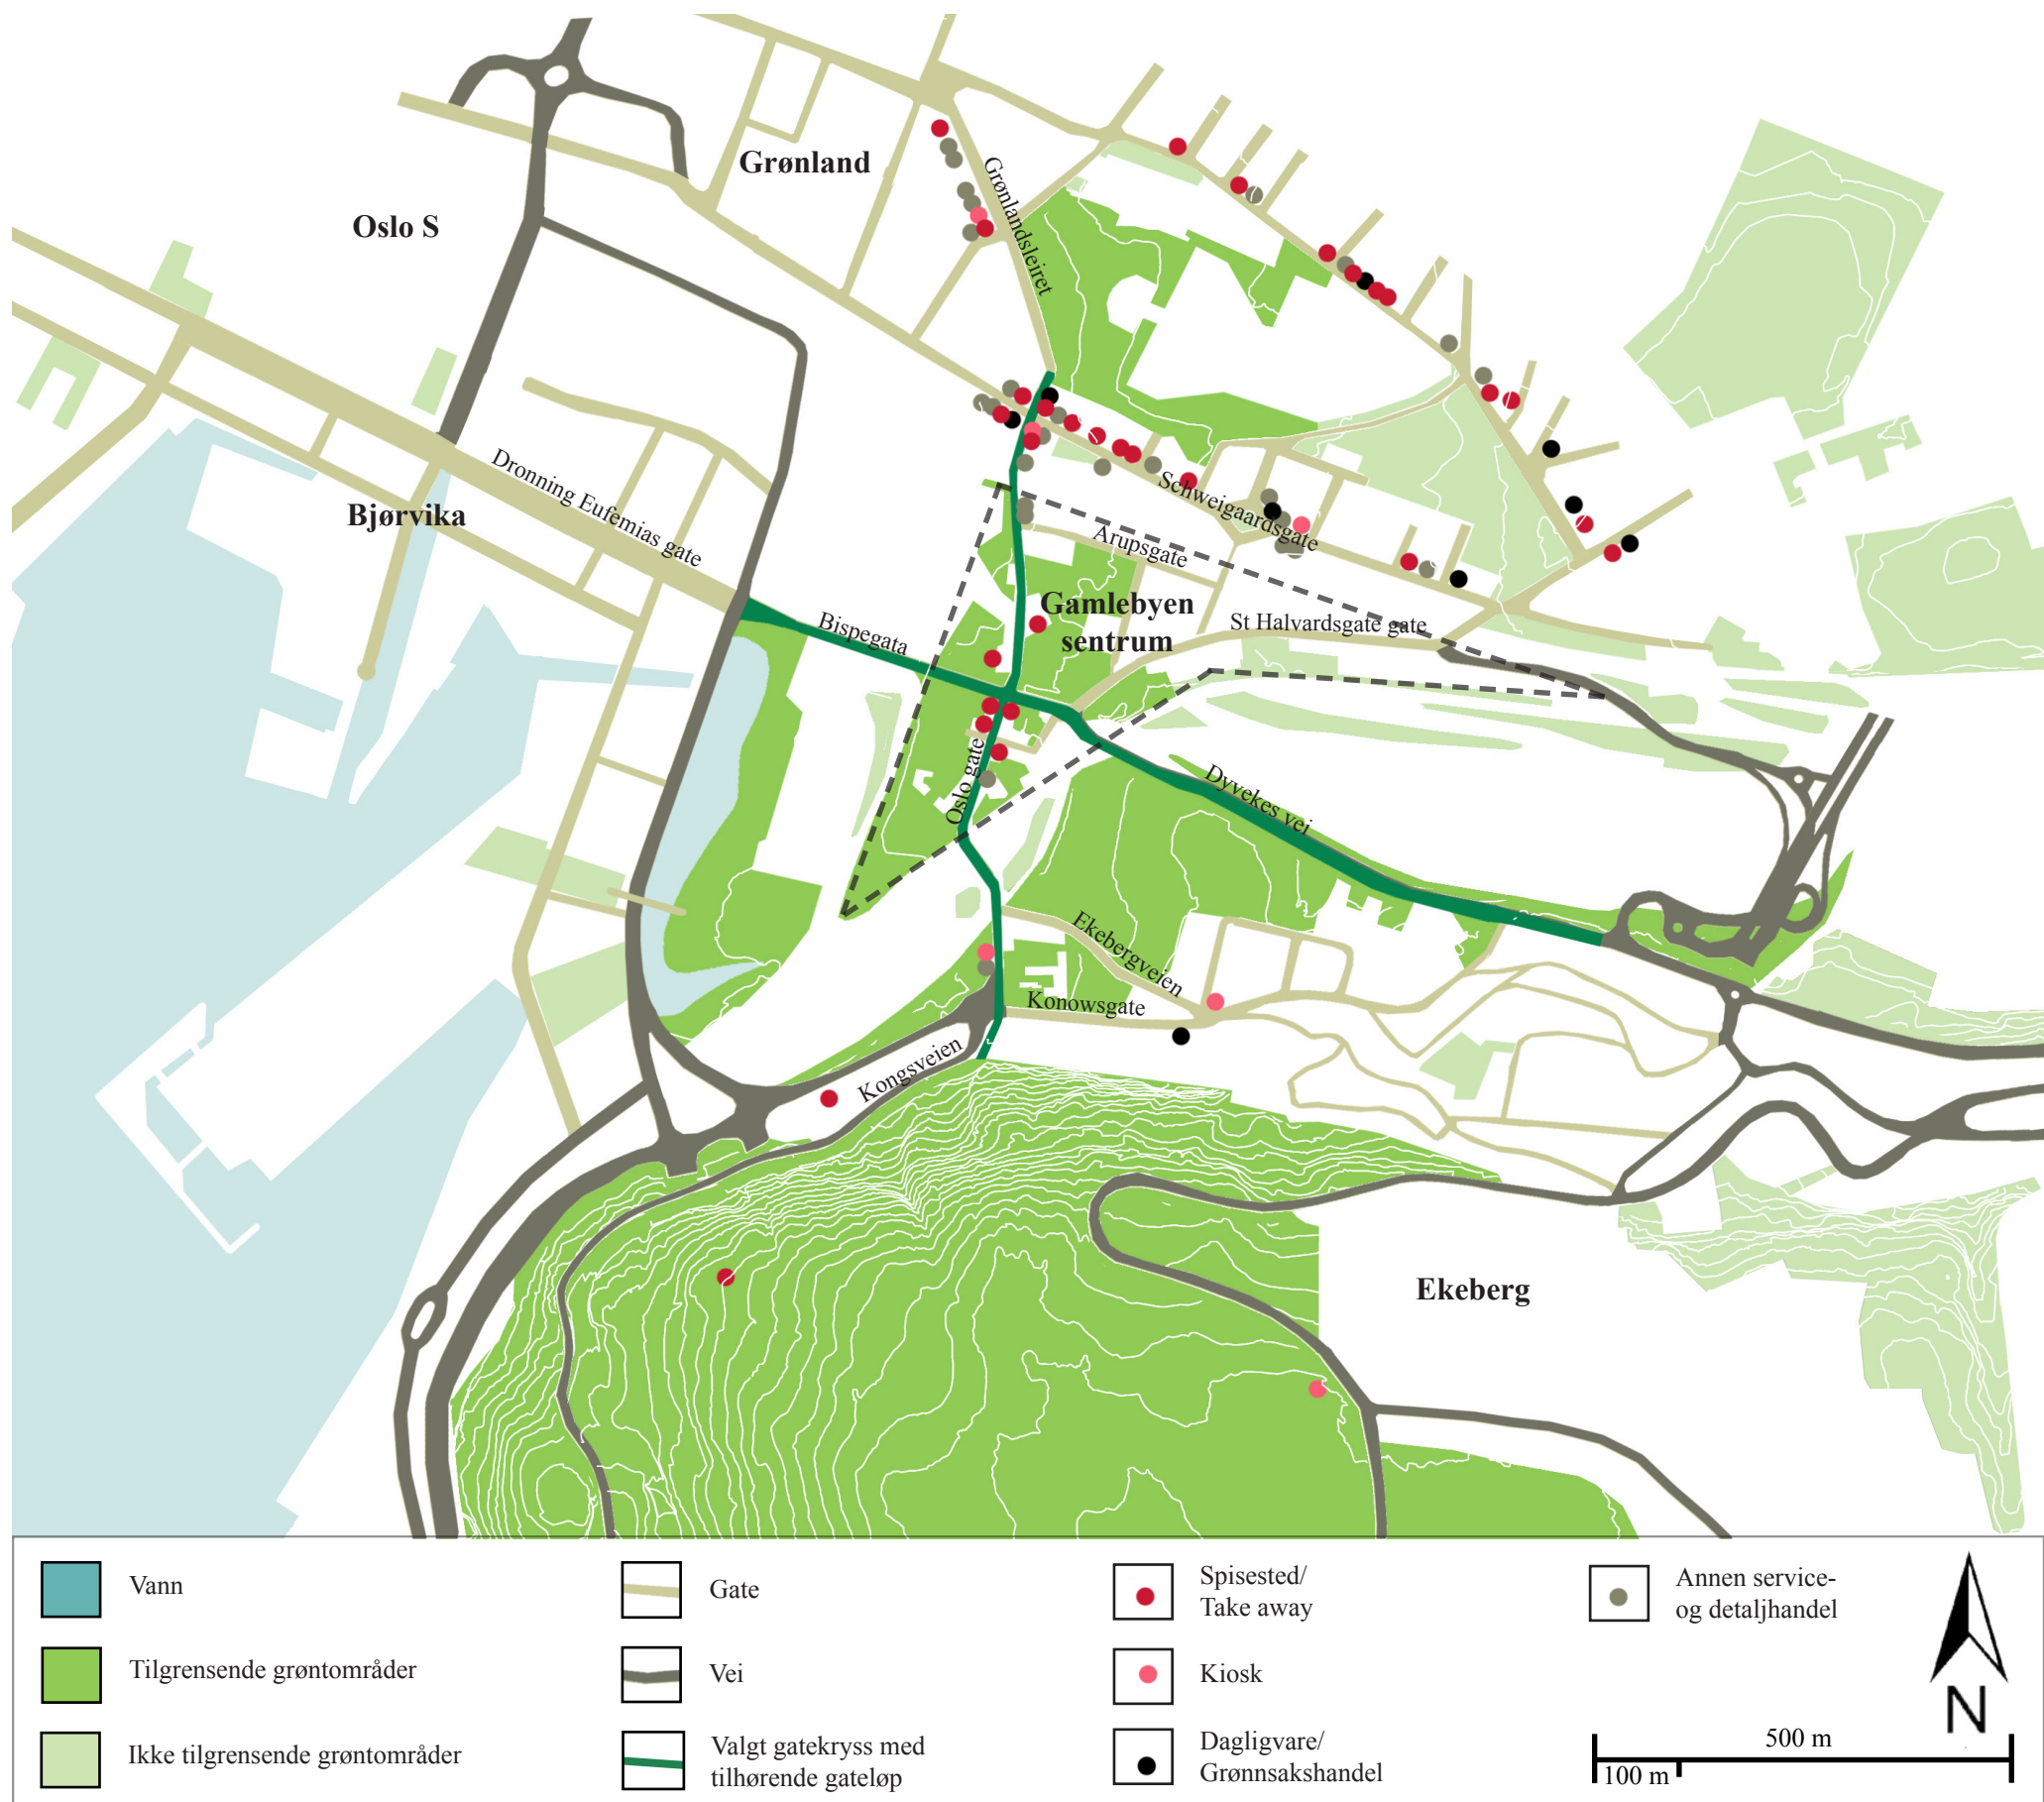 Grønland
Oslo S
Grønlandsleiret
Bjørvika
Dronning Eufemias gate
Schweigaardsgate
Arupsgate
Gamlebyen
sentrum
St Halvardsgate gate
Bispegata
Oslo gate
Dyvekes vei
Ekebergveien
Konowsgate
Kongsveien
Ekeberg
Vann
Tilgrensende grøntområder
Ikke tilgrensende grøntområder
Gate
Vei
Valgt gatekryss med
tilhørende gateløp
Spisested/
Take away
Kiosk
Dagligvare/
Grønnsakshandel
Annen service-
og detaljhandel
N
500 m
100 m